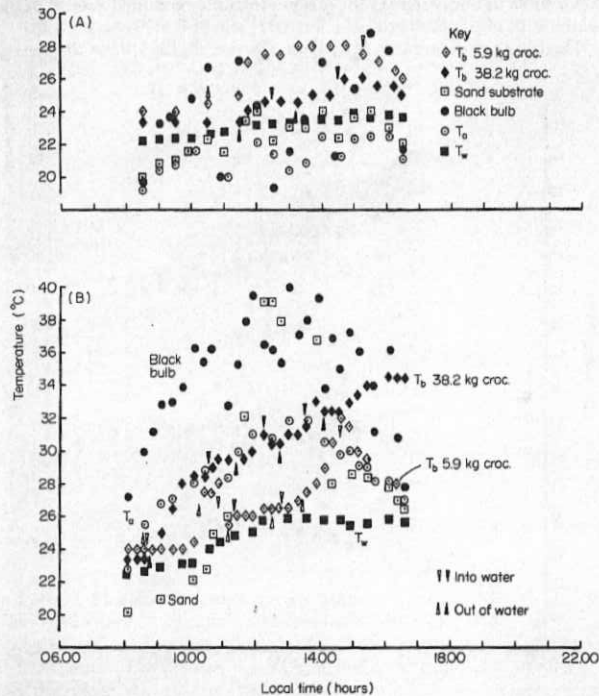 30
(A)
28
26
24
22
20
Key
Tb 5.9 kg croc.
Tb 38.2 kg croc.
Sand substrate
Black bulb
Ta
Tw
40
(B)
38
36
34
32
30
28
26
24
22
20
Temperature (°C)
Black bulb
Tb 38.2 kg croc.
Tb 5.9 kg croc.
Ta
Tw
Sand
Into water
Out of water
06.00
10.00
14.00
18.00
22.00
Local time (hours)